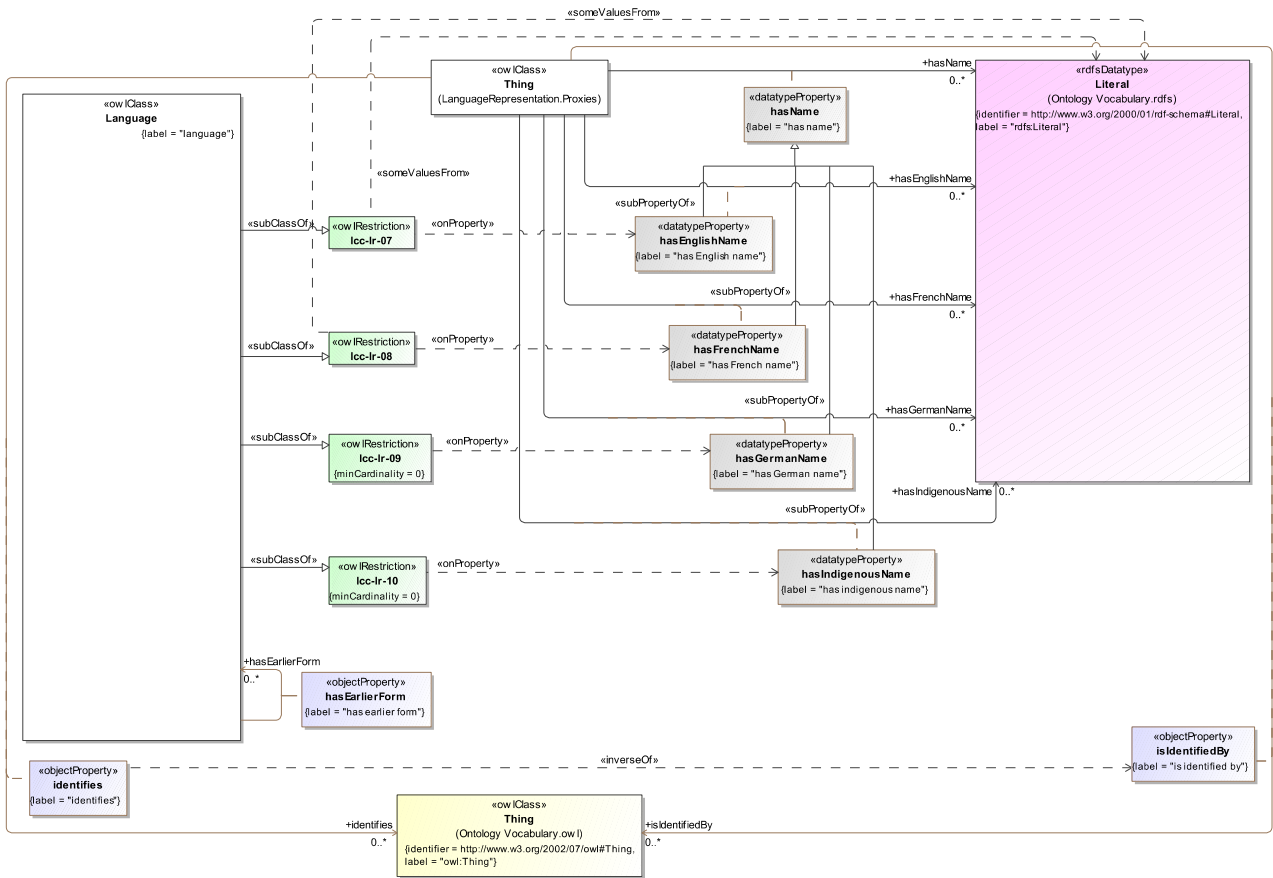 «someValuesFrom»
«owlClass»
Thing
(LanguageRepresentation.Proxies)
+hasName
0..*
«rdfsDatatype»
Literal
(Ontology Vocabulary.rdfs)
{identifier = http://www.w3.org/2000/01/rdf-schema#Literal,
label = "rdfs:Literal"}
«datatypeProperty»
hasName
{label = "has name"}
«owlClass»
Language
{label = "language"}
«someValuesFrom»
+hasEnglishName
0..*
«subPropertyOf»
«subClassOf»
«owlRestriction»
lcc-lr-07
«onProperty»
«datatypeProperty»
hasEnglishName
{label = "has English name"}
«subPropertyOf»
+hasFrenchName
0..*
«subClassOf»
«owlRestriction»
lcc-lr-08
«onProperty»
«datatypeProperty»
hasFrenchName
{label = "has French name"}
«subPropertyOf»
+hasGermanName
0..*
«subClassOf»
«owlRestriction»
lcc-lr-09
{minCardinality = 0}
«onProperty»
«datatypeProperty»
hasGermanName
{label = "has German name"}
+hasIndigenousName
0..*
«subPropertyOf»
«subClassOf»
«owlRestriction»
lcc-lr-10
{minCardinality = 0}
«onProperty»
«datatypeProperty»
hasIndigenousName
{label = "has indigenous name"}
+hasEarlierForm
0..*
«objectProperty»
hasEarlierForm
{label = "has earlier form"}
«objectProperty»
isIdentifiedBy
{label = "is identified by"}
«inverseOf»
«objectProperty»
identifies
{label = "identifies"}
«owlClass»
Thing
(Ontology Vocabulary.owl)
{identifier = http://www.w3.org/2002/07/owl#Thing,
label = "owl:Thing"}
+identifies
0..*
+isIdentifiedBy
0..*